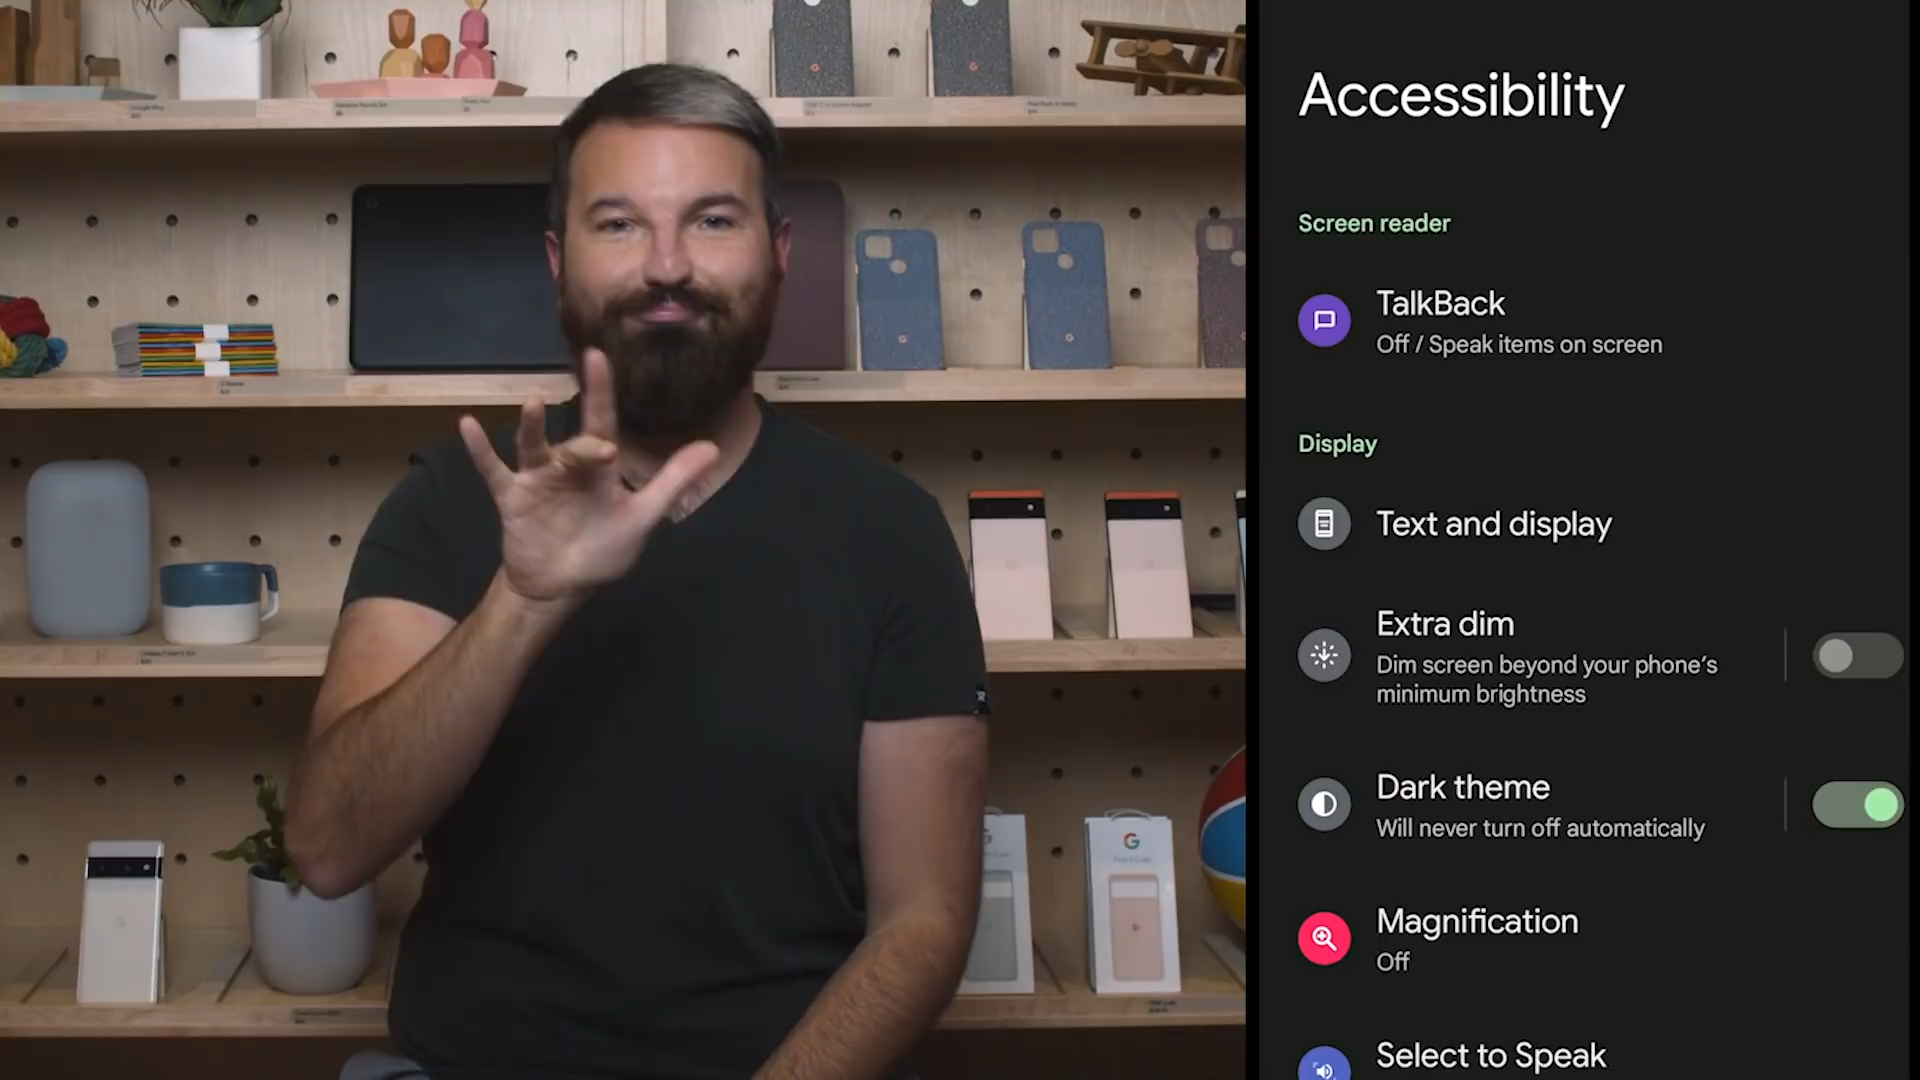 Accessibility
Screen reader
TalkBack
Off / Speak items on screen
Display
Text and display
Extra dim
Dim screen beyond your phone’s
minimum brightness
Dark theme
Will never turn off automatically
Magnification
Off
Select to Speak